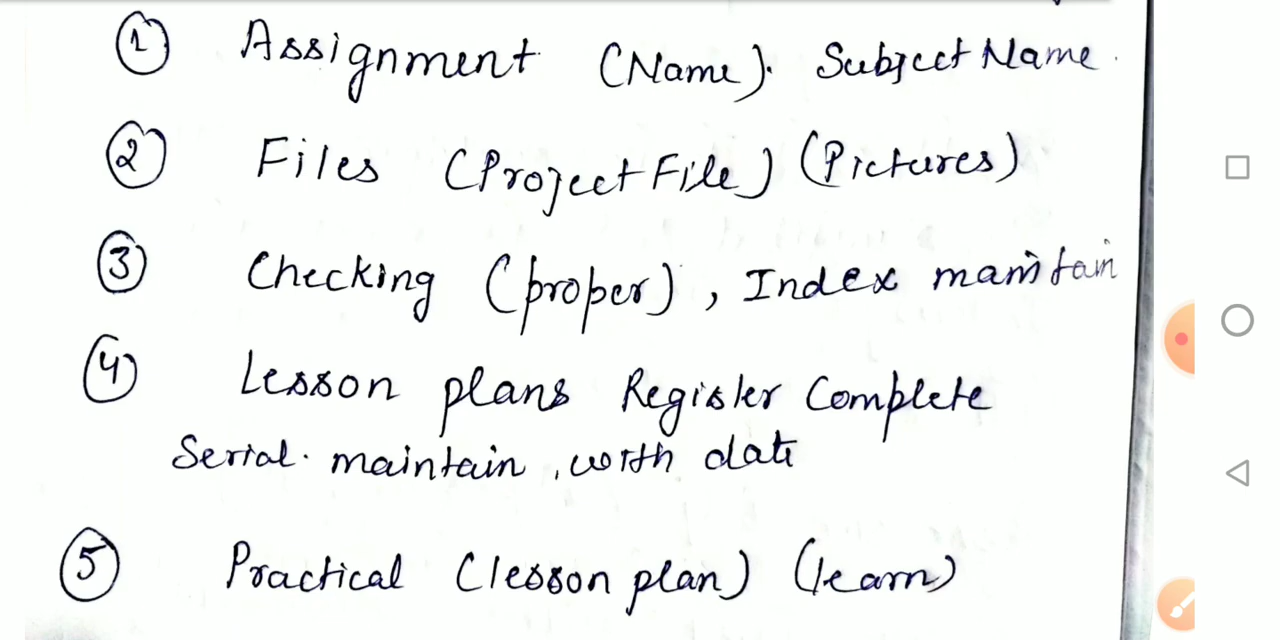 1 Assignment (Name). Subject Name.
2 Files (Project File) (Pictures)
3 Checking (proper), Index maintain
4 Lesson plans Register Complete
Serial. maintain, with date
5 Practical (lesson plan) (learn)